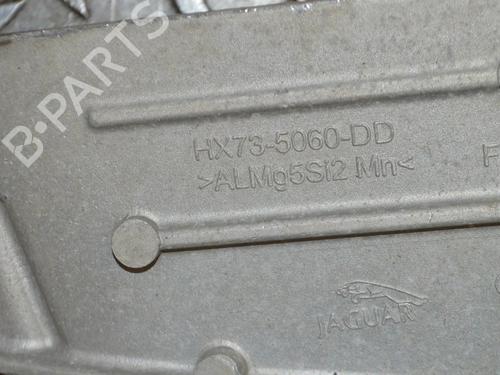 B-PARTS
HX73-5060-DD
>ALMg5Si2 Mn<
F
JAGUAR